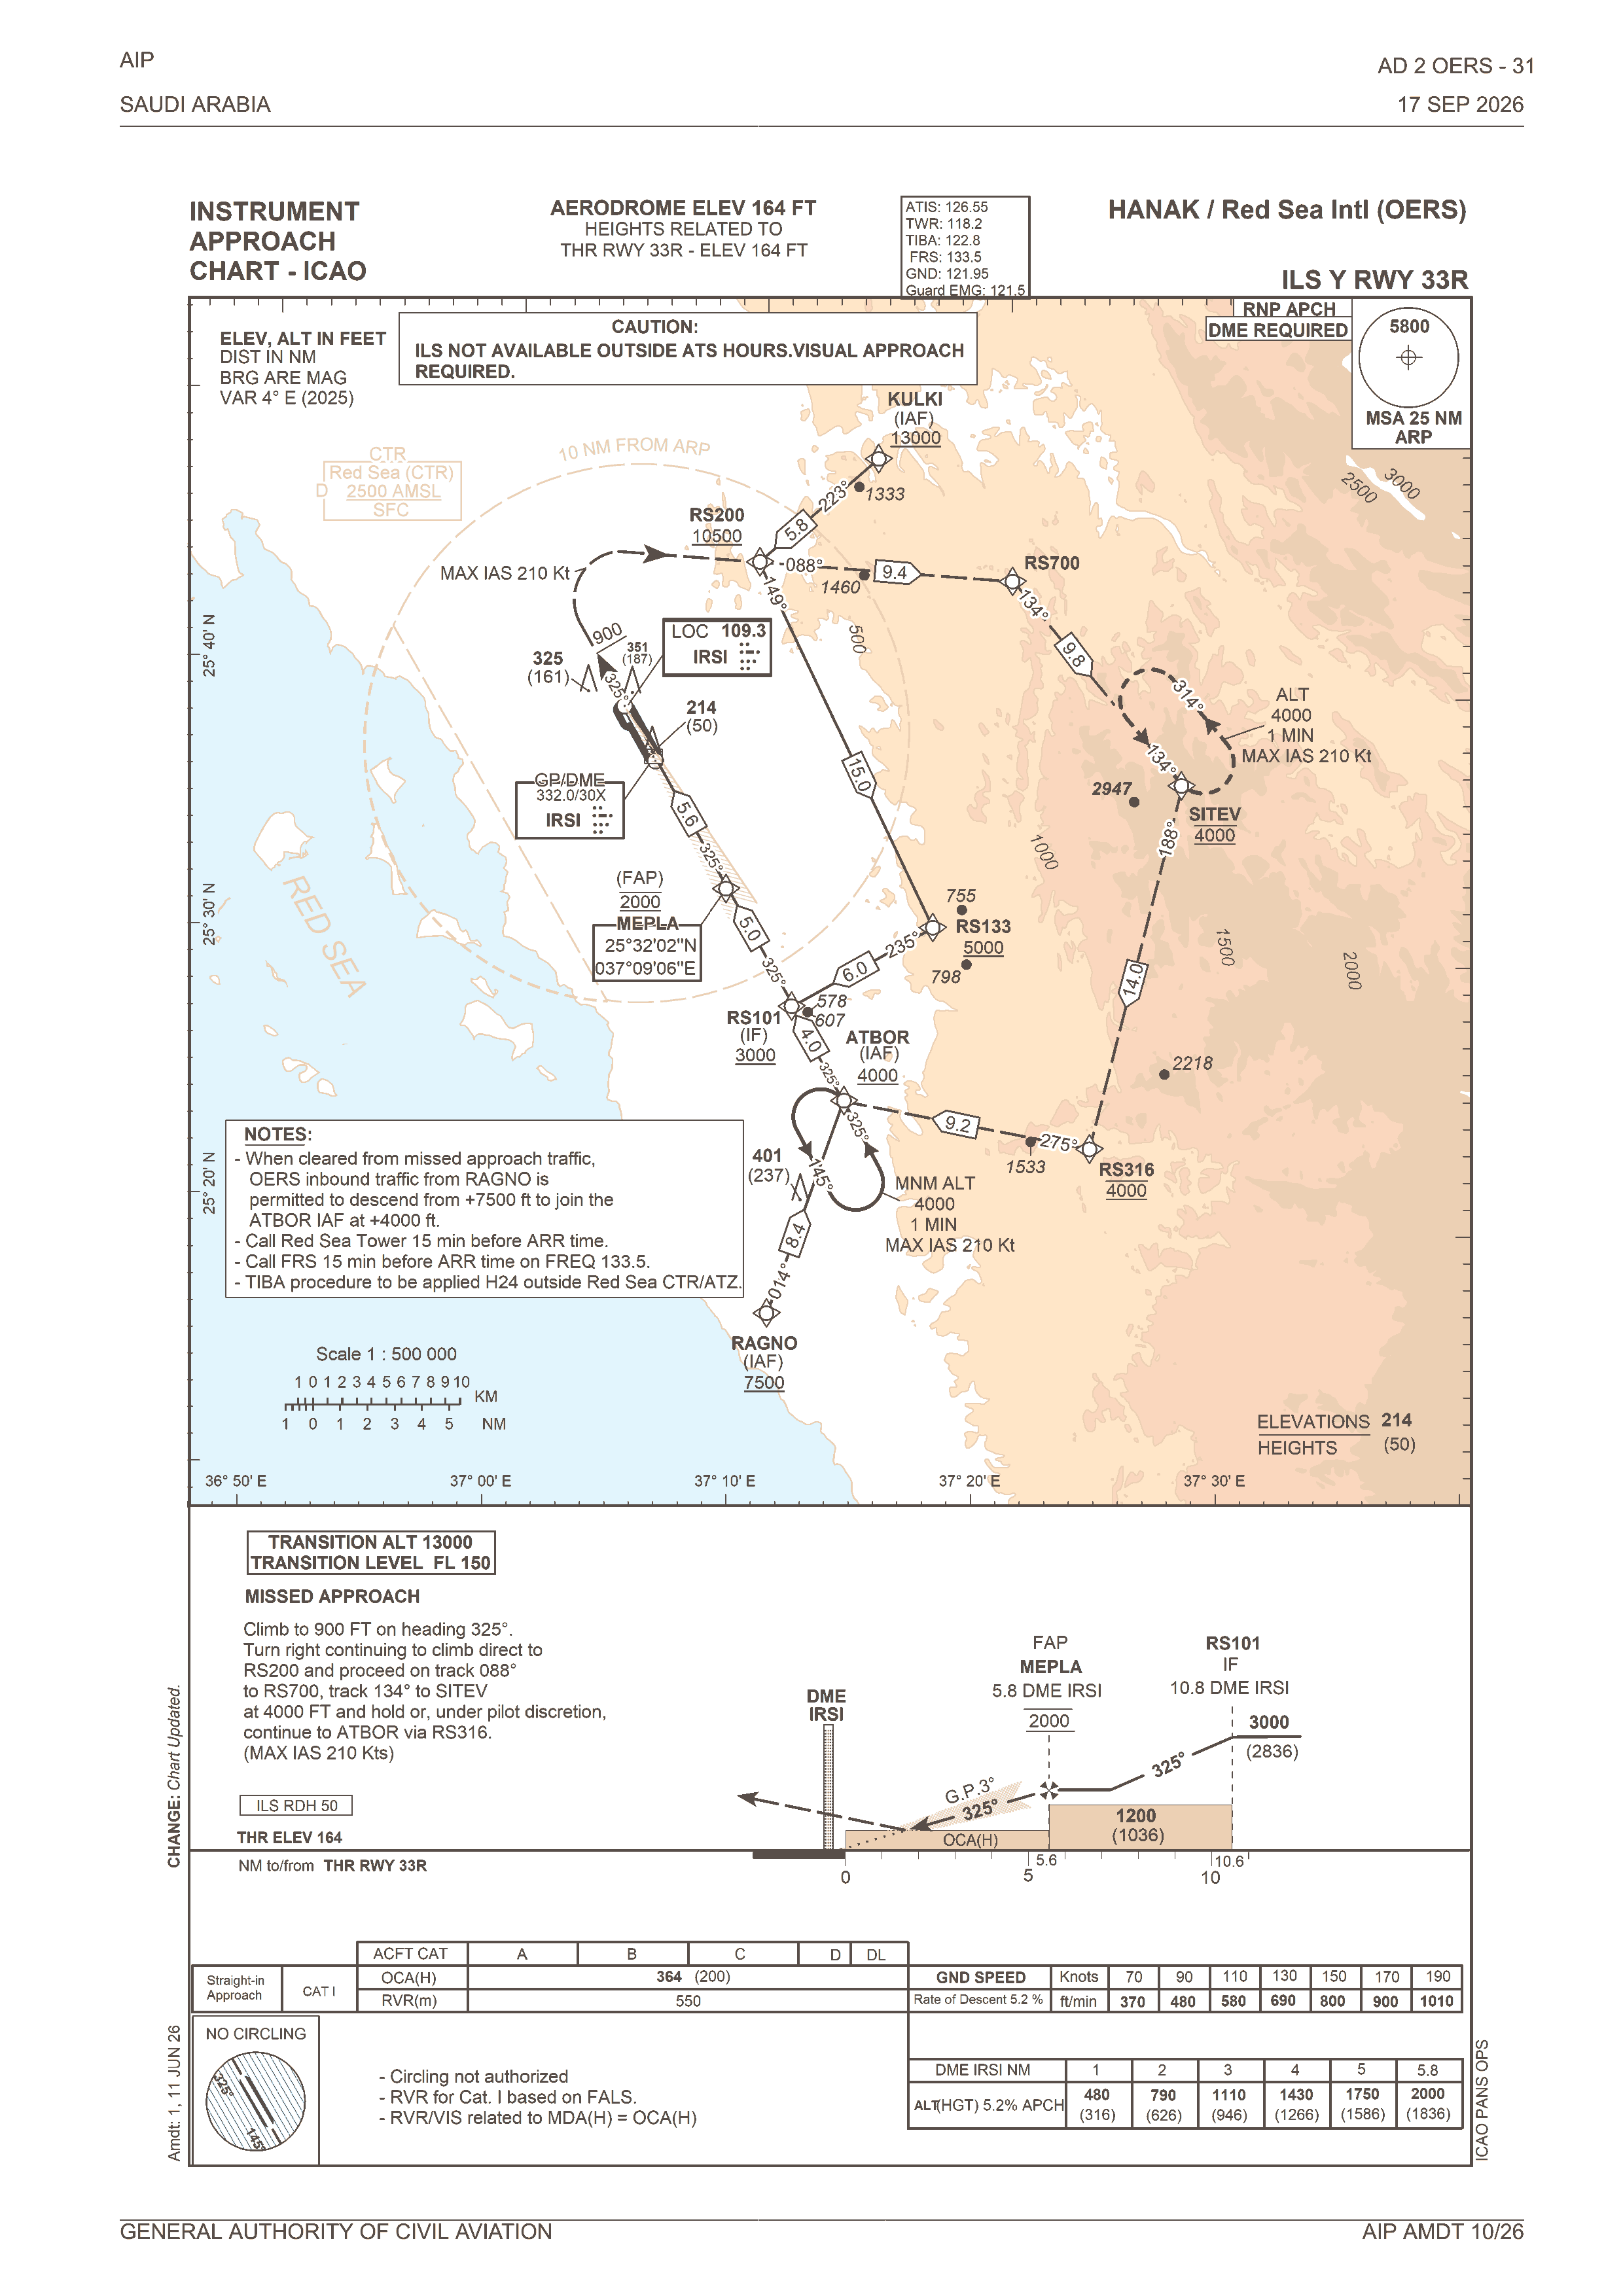 AIP
AD 2 OERS - 31
SAUDI ARABIA
17 SEP 2026
INSTRUMENT
APPROACH
CHART - ICAO
AERODROME ELEV 164 FT
HEIGHTS RELATED TO
THR RWY 33R - ELEV 164 FT
ATIS: 126.55
TWR: 118.2
TIBA: 122.8
FRS: 133.5
GND: 121.95
Guard EMG: 121.5
HANAK / Red Sea Intl (OERS)
ILS Y RWY 33R
ELEV, ALT IN FEET
DIST IN NM
BRG ARE MAG
VAR 4° E (2025)
CAUTION:
ILS NOT AVAILABLE OUTSIDE ATS HOURS.VISUAL APPROACH
REQUIRED.
RNP APCH
DME REQUIRED
5800
MSA 25 NM
ARP
CTR
Red Sea (CTR)
D 2500 AMSL
SFC
10 NM FROM ARP
KULKI
(IAF)
13000
1333
223°
5.8
2500
3000
RS200
10500
MAX IAS 210 Kt
088°
1460
9.4
RS700
149°
134°
9.8
500
900
325
(161)
351
(187)
325°
LOC 109.3
IRSI
214
(50)
GP/DME
332.0/30X
IRSI
5.6
325°
15.0
314°
ALT
4000
1 MIN
MAX IAS 210 Kt
134°
2947
SITEV
4000
188°
1000
25° 40' N
25° 30' N
25° 20' N
RED SEA
(FAP)
2000
MEPLA
25°32'02"N
037°09'06"E
5.0
325°
755
RS133
5000
798
235°
6.0
1500
2000
14.0
RS101
(IF)
3000
578
607
4.0
325°
ATBOR
(IAF)
4000
2218
325°
9.2
275°
1533
RS316
4000
401
(237)
145°
MNM ALT
4000
1 MIN
MAX IAS 210 Kt
8.4
014°
RAGNO
(IAF)
7500
NOTES:
- When cleared from missed approach traffic,
OERS inbound traffic from RAGNO is
permitted to descend from +7500 ft to join the
ATBOR IAF at +4000 ft.
- Call Red Sea Tower 15 min before ARR time.
- Call FRS 15 min before ARR time on FREQ 133.5.
- TIBA procedure to be applied H24 outside Red Sea CTR/ATZ.
Scale 1 : 500 000
1 0 1 2 3 4 5 6 7 8 9 10 KM
1 0 1 2 3 4 5 NM
ELEVATIONS 214
HEIGHTS (50)
36° 50' E
37° 00' E
37° 10' E
37° 20' E
37° 30' E
TRANSITION ALT 13000
TRANSITION LEVEL FL 150
MISSED APPROACH
Climb to 900 FT on heading 325°.
Turn right continuing to climb direct to
RS200 and proceed on track 088°
to RS700, track 134° to SITEV
at 4000 FT and hold or, under pilot discretion,
continue to ATBOR via RS316.
(MAX IAS 210 Kts)
ILS RDH 50
THR ELEV 164
NM to/from THR RWY 33R
DME
IRSI
FAP
MEPLA
5.8 DME IRSI
2000
RS101
IF
10.8 DME IRSI
3000
(2836)
325°
G.P.3°
325°
OCA(H)
1200
(1036)
0
5
5.6
10
10.6
CHANGE: Chart Updated.
Amdt: 1, 11 JUN 26
ICAO PANS OPS
ACFT CAT A B C D DL
Straight-in
Approach
CAT I
OCA(H) 364 (200)
RVR(m) 550
GND SPEED Knots 70 90 110 130 150 170 190
Rate of Descent 5.2 % ft/min 370 480 580 690 800 900 1010
NO CIRCLING
325°
145°
- Circling not authorized
- RVR for Cat. I based on FALS.
- RVR/VIS related to MDA(H) = OCA(H)
DME IRSI NM 1 2 3 4 5 5.8
ALT(HGT) 5.2% APCH 480 790 1110 1430 1750 2000
(316) (626) (946) (1266) (1586) (1836)
GENERAL AUTHORITY OF CIVIL AVIATION
AIP AMDT 10/26